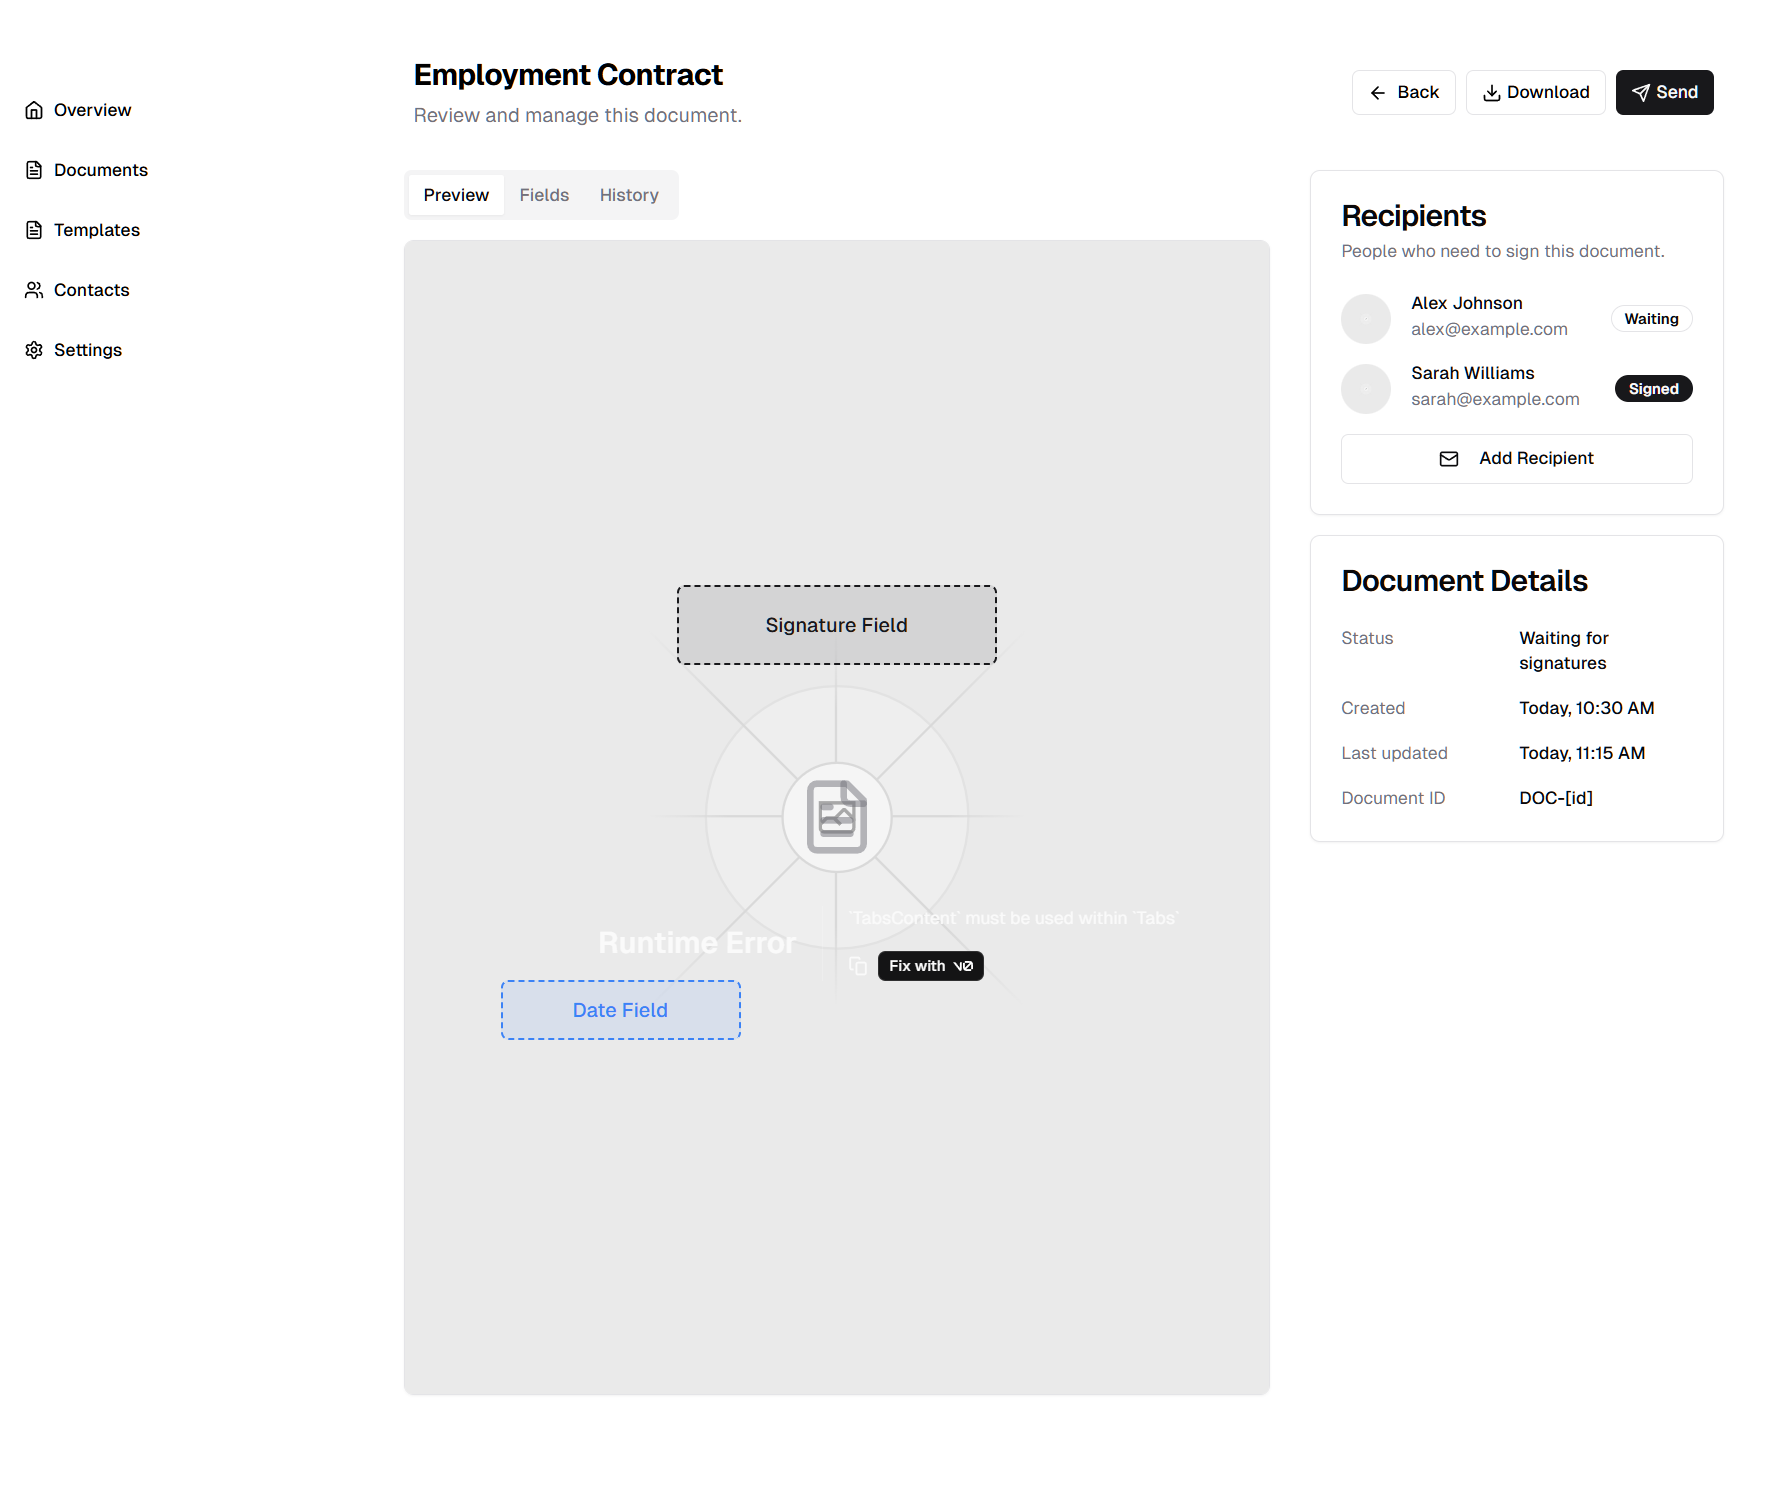 Employment Contract
Review and manage this document.
Back
Download
Send
Overview
Documents
Templates
Contacts
Settings
Preview
Fields
History
Signature Field
Runtime Error
`TabsContent` must be used within `Tabs`
Fix with v0
Date Field
Recipients
People who need to sign this document.
Alex Johnson
alex@example.com
Waiting
Sarah Williams
sarah@example.com
Signed
Add Recipient
Document Details
Status
Waiting for
signatures
Created
Today, 10:30 AM
Last updated
Today, 11:15 AM
Document ID
DOC-[id]